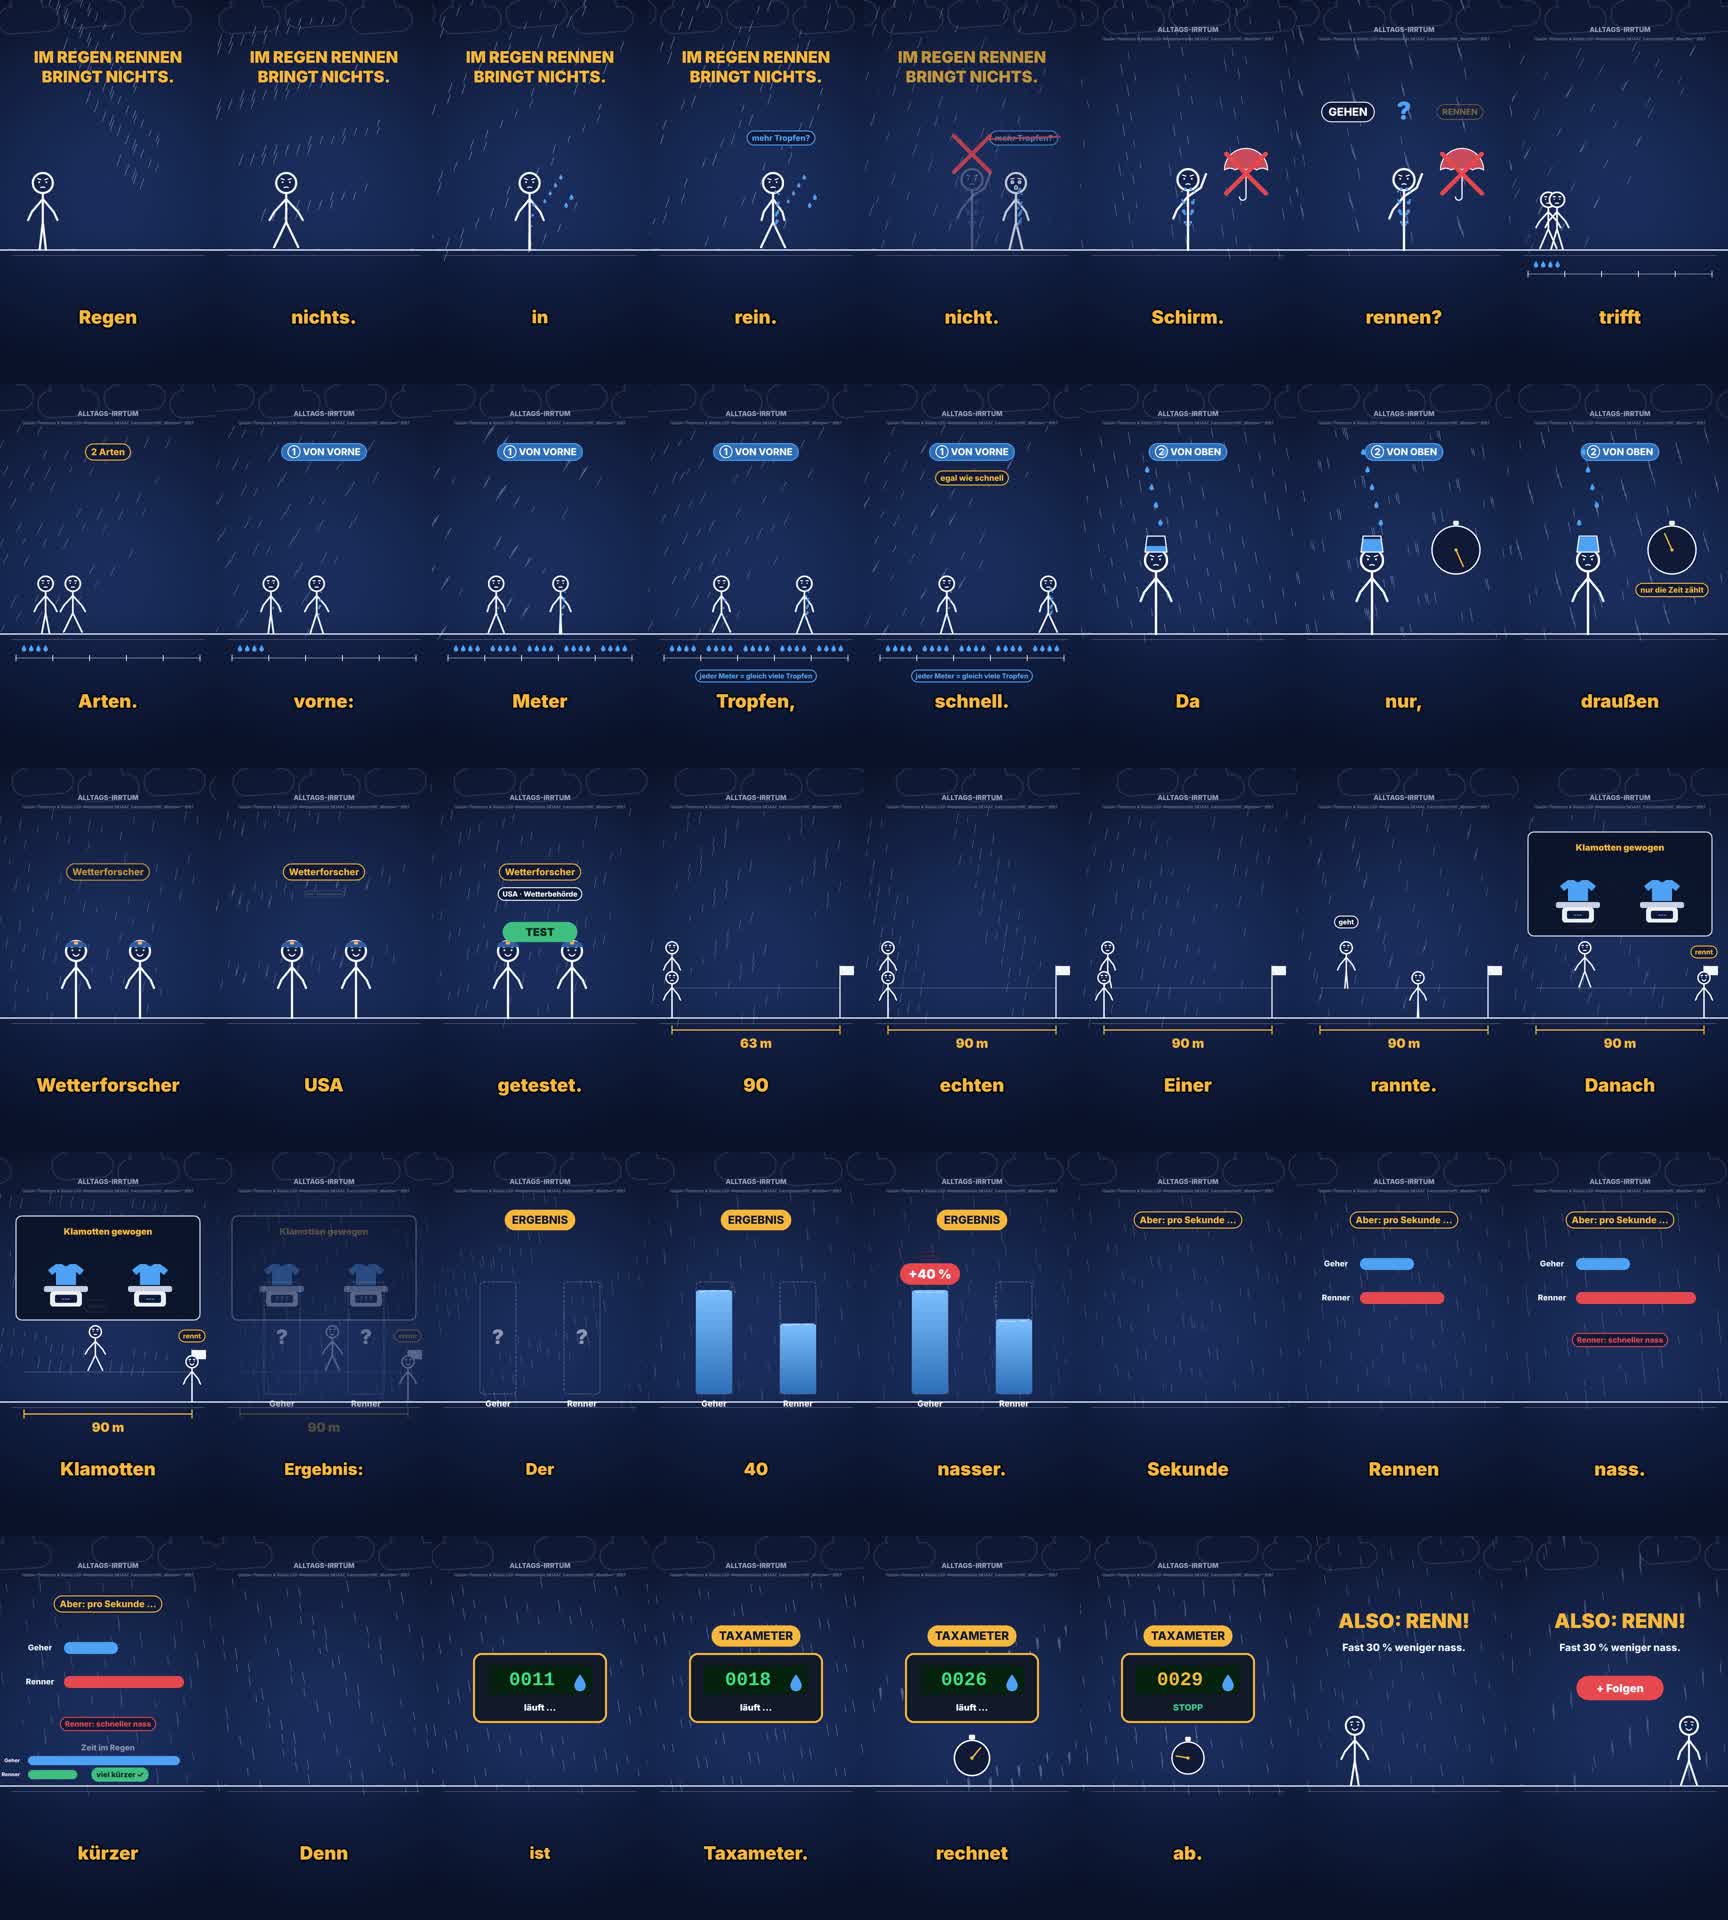 IM REGEN RENNEN
BRINGT NICHTS.
Regen
IM REGEN RENNEN
BRINGT NICHTS.
nichts.
IM REGEN RENNEN
BRINGT NICHTS.
in
IM REGEN RENNEN
BRINGT NICHTS.
mehr Tropfen?
rein.
IM REGEN RENNEN
BRINGT NICHTS.
mehr Tropfen?
nicht.
ALLTAGS-IRRTUM
Schirm.
ALLTAGS-IRRTUM
GEHEN
?
RENNEN
rennen?
ALLTAGS-IRRTUM
trifft
ALLTAGS-IRRTUM
2 Arten
Arten.
ALLTAGS-IRRTUM
1 VON VORNE
vorne:
ALLTAGS-IRRTUM
1 VON VORNE
Meter
ALLTAGS-IRRTUM
1 VON VORNE
jeder Meter = gleich viele Tropfen
Tropfen,
ALLTAGS-IRRTUM
1 VON VORNE
egal wie schnell
jeder Meter = gleich viele Tropfen
schnell.
ALLTAGS-IRRTUM
2 VON OBEN
Da
ALLTAGS-IRRTUM
2 VON OBEN
nur,
ALLTAGS-IRRTUM
2 VON OBEN
nur die Zeit zählt
draußen
ALLTAGS-IRRTUM
Wetterforscher
Wetterforscher
ALLTAGS-IRRTUM
Wetterforscher
USA
ALLTAGS-IRRTUM
Wetterforscher
USA · Wetterbehörde
TEST
getestet.
ALLTAGS-IRRTUM
63 m
90
ALLTAGS-IRRTUM
90 m
echten
ALLTAGS-IRRTUM
90 m
Einer
ALLTAGS-IRRTUM
geht
90 m
rannte.
ALLTAGS-IRRTUM
Klamotten gewogen
rennt
90 m
Danach
ALLTAGS-IRRTUM
Klamotten gewogen
rennt
90 m
Klamotten
ALLTAGS-IRRTUM
Klamotten gewogen
?
?
rennt
Geher
Renner
90 m
Ergebnis:
ALLTAGS-IRRTUM
ERGEBNIS
?
?
Geher
Renner
Der
ALLTAGS-IRRTUM
ERGEBNIS
Geher
Renner
40
ALLTAGS-IRRTUM
ERGEBNIS
+40 %
Geher
Renner
nasser.
ALLTAGS-IRRTUM
Aber: pro Sekunde ...
Sekunde
ALLTAGS-IRRTUM
Aber: pro Sekunde ...
Geher
Renner
Rennen
ALLTAGS-IRRTUM
Aber: pro Sekunde ...
Geher
Renner
Renner: schneller nass
nass.
ALLTAGS-IRRTUM
Aber: pro Sekunde ...
Geher
Renner
Renner: schneller nass
Zeit im Regen
Geher
Renner
viel kürzer ✓
kürzer
ALLTAGS-IRRTUM
Denn
ALLTAGS-IRRTUM
0011
läuft ...
ist
ALLTAGS-IRRTUM
TAXAMETER
0018
läuft ...
Taxameter.
ALLTAGS-IRRTUM
TAXAMETER
0026
läuft ...
rechnet
ALLTAGS-IRRTUM
TAXAMETER
0029
STOPP
ab.
ALSO: RENN!
Fast 30 % weniger nass.
ALSO: RENN!
Fast 30 % weniger nass.
+ Folgen